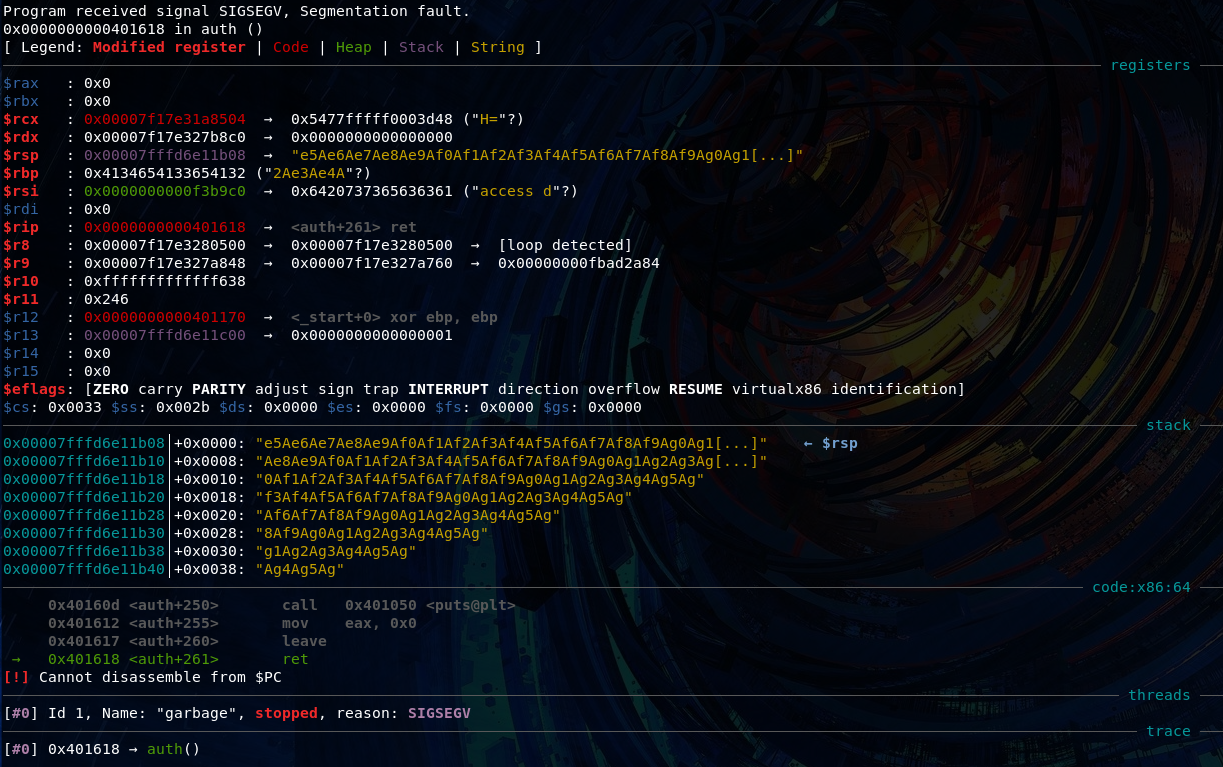 Program received signal SIGSEGV, Segmentation fault.
0x0000000000401618 in auth ()
[ Legend: Modified register | Code | Heap | Stack | String ]
registers
$rax   : 0x0
$rbx   : 0x0
$rcx   : 0x00007f17e31a8504  →  0x5477fffff0003d48 ("H="?)
$rdx   : 0x00007f17e327b8c0  →  0x0000000000000000
$rsp   : 0x00007fffd6e11b08  →  "e5Ae6Ae7Ae8Ae9Af0Af1Af2Af3Af4Af5Af6Af7Af8Af9Ag0Ag1[...]"
$rbp   : 0x4134654133654132 ("2Ae3Ae4A"?)
$rsi   : 0x0000000000f3b9c0  →  0x6420737365636361 ("access d"?)
$rdi   : 0x0
$rip   : 0x0000000000401618  →  <auth+261> ret
$r8    : 0x00007f17e3280500  →  0x00007f17e3280500  →  [loop detected]
$r9    : 0x00007f17e327a848  →  0x00007f17e327a760  →  0x00000000fbad2a84
$r10   : 0xfffffffffffff638
$r11   : 0x246
$r12   : 0x0000000000401170  →  <_start+0> xor ebp, ebp
$r13   : 0x00007fffd6e11c00  →  0x0000000000000001
$r14   : 0x0
$r15   : 0x0
$eflags: [ZERO carry PARITY adjust sign trap INTERRUPT direction overflow RESUME virtualx86 identification]
$cs: 0x0033 $ss: 0x002b $ds: 0x0000 $es: 0x0000 $fs: 0x0000 $gs: 0x0000
stack
0x00007fffd6e11b08│+0x0000: "e5Ae6Ae7Ae8Ae9Af0Af1Af2Af3Af4Af5Af6Af7Af8Af9Ag0Ag1[...]"    ← $rsp
0x00007fffd6e11b10│+0x0008: "Ae8Ae9Af0Af1Af2Af3Af4Af5Af6Af7Af8Af9Ag0Ag1Ag2Ag3Ag[...]"
0x00007fffd6e11b18│+0x0010: "0Af1Af2Af3Af4Af5Af6Af7Af8Af9Ag0Ag1Ag2Ag3Ag4Ag5Ag"
0x00007fffd6e11b20│+0x0018: "f3Af4Af5Af6Af7Af8Af9Ag0Ag1Ag2Ag3Ag4Ag5Ag"
0x00007fffd6e11b28│+0x0020: "Af6Af7Af8Af9Ag0Ag1Ag2Ag3Ag4Ag5Ag"
0x00007fffd6e11b30│+0x0028: "8Af9Ag0Ag1Ag2Ag3Ag4Ag5Ag"
0x00007fffd6e11b38│+0x0030: "g1Ag2Ag3Ag4Ag5Ag"
0x00007fffd6e11b40│+0x0038: "Ag4Ag5Ag"
code:x86:64
0x40160d <auth+250>       call   0x401050 <puts@plt>
0x401612 <auth+255>       mov    eax, 0x0
0x401617 <auth+260>       leave
→   0x401618 <auth+261>       ret
[!] Cannot disassemble from $PC
threads
[#0] Id 1, Name: "garbage", stopped, reason: SIGSEGV
trace
[#0] 0x401618 → auth()